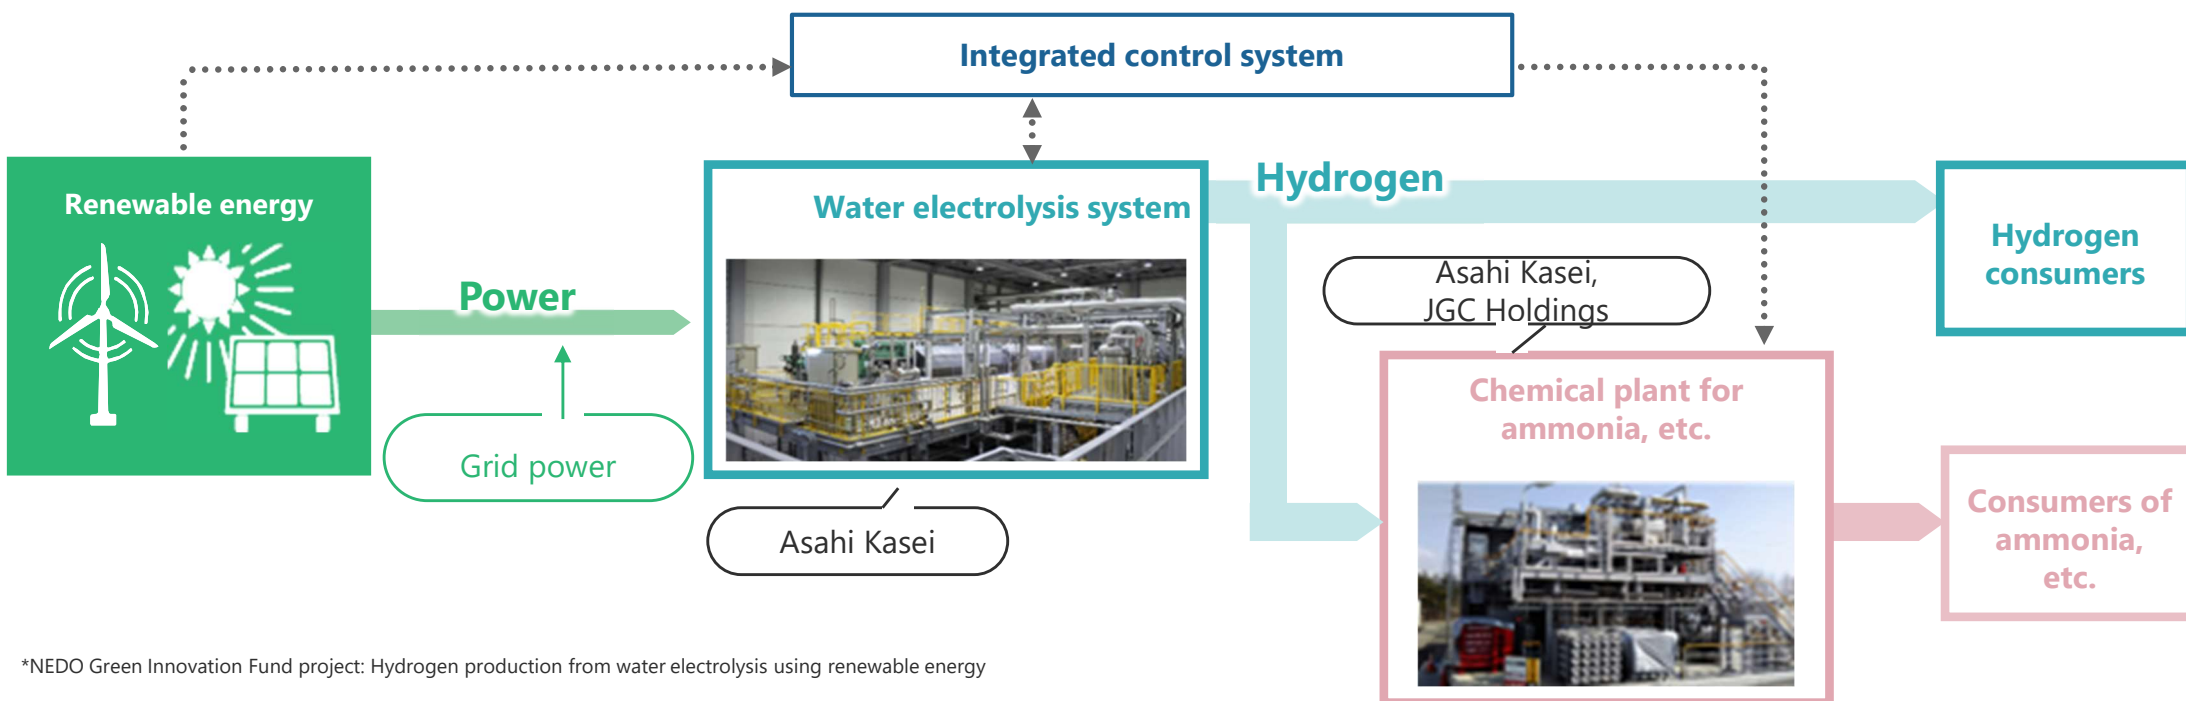 Integrated control system
Renewable energy
Power
Grid power
Water electrolysis system
Asahi Kasei
Hydrogen
Asahi Kasei,
JGC Holdings
Chemical plant for
ammonia, etc.
Hydrogen
consumers
Consumers of
ammonia,
etc.
*NEDO Green Innovation Fund project: Hydrogen production from water electrolysis using renewable energy